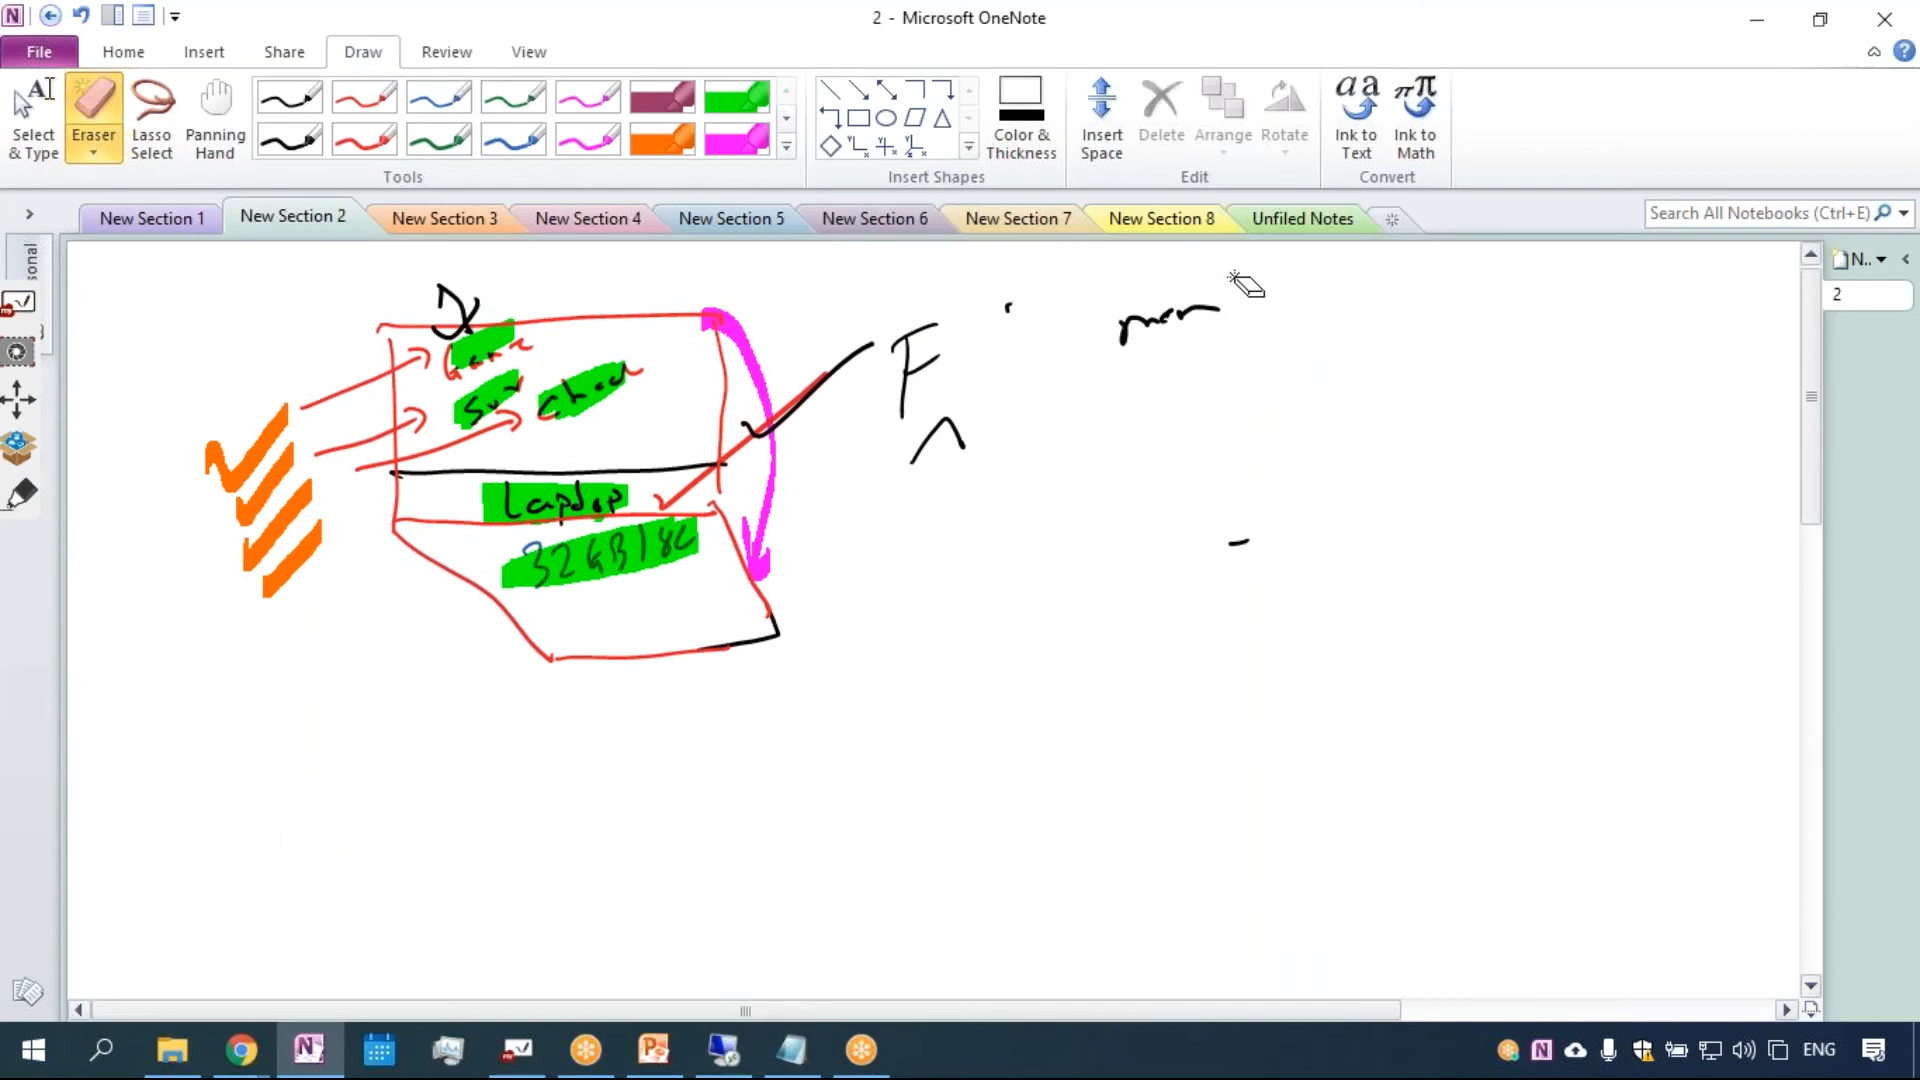 2 - Microsoft OneNote
File Home Insert Share Draw Review View
Select & Type
Eraser
Lasso Select
Panning Hand
Color & Thickness
Insert Space
Delete
Arrange
Rotate
Ink to Text
Ink to Math
Tools
Insert Shapes
Edit
Convert
New Section 1 New Section 2 New Section 3 New Section 4 New Section 5 New Section 6 New Section 7 New Section 8 Unfiled Notes
Search All Notebooks (Ctrl+E)
sonal
N..
2
F
Laptop
32GB/8C
ENG